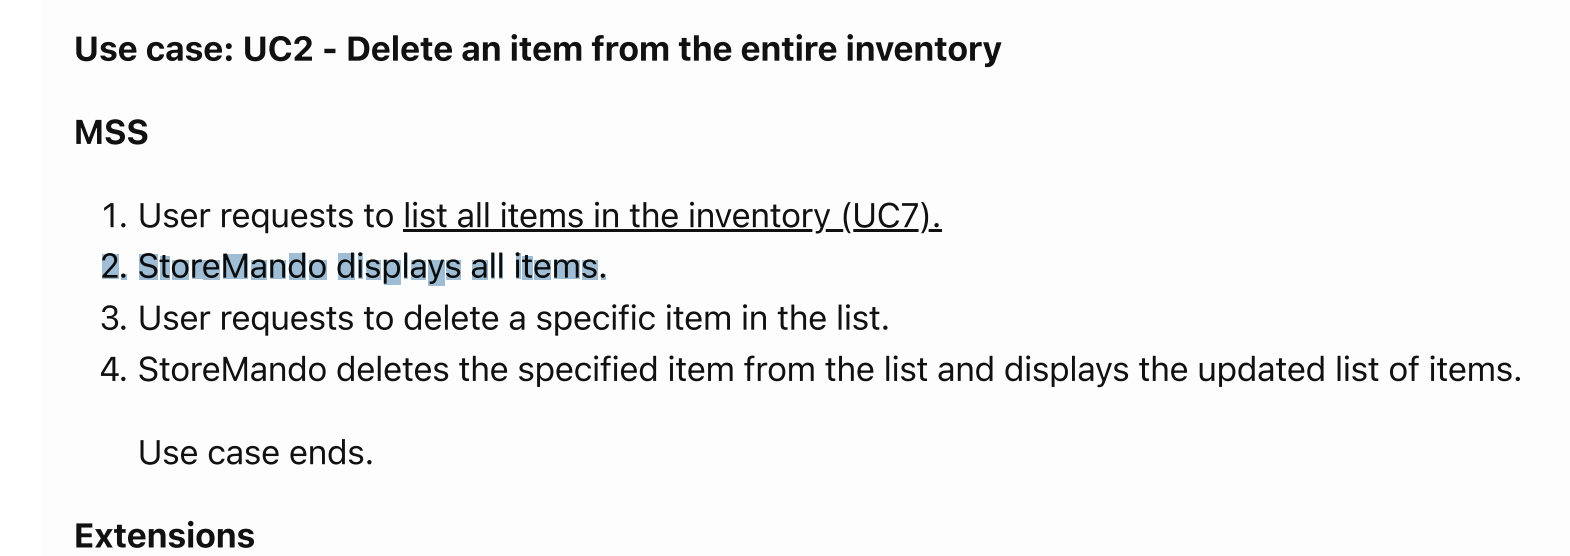 Use case: UC2 - Delete an item from the entire inventory
MSS
1. User requests to list all items in the inventory (UC7).
2. StoreMando displays all items.
3. User requests to delete a specific item in the list.
4. StoreMando deletes the specified item from the list and displays the updated list of items.
Use case ends.
Extensions